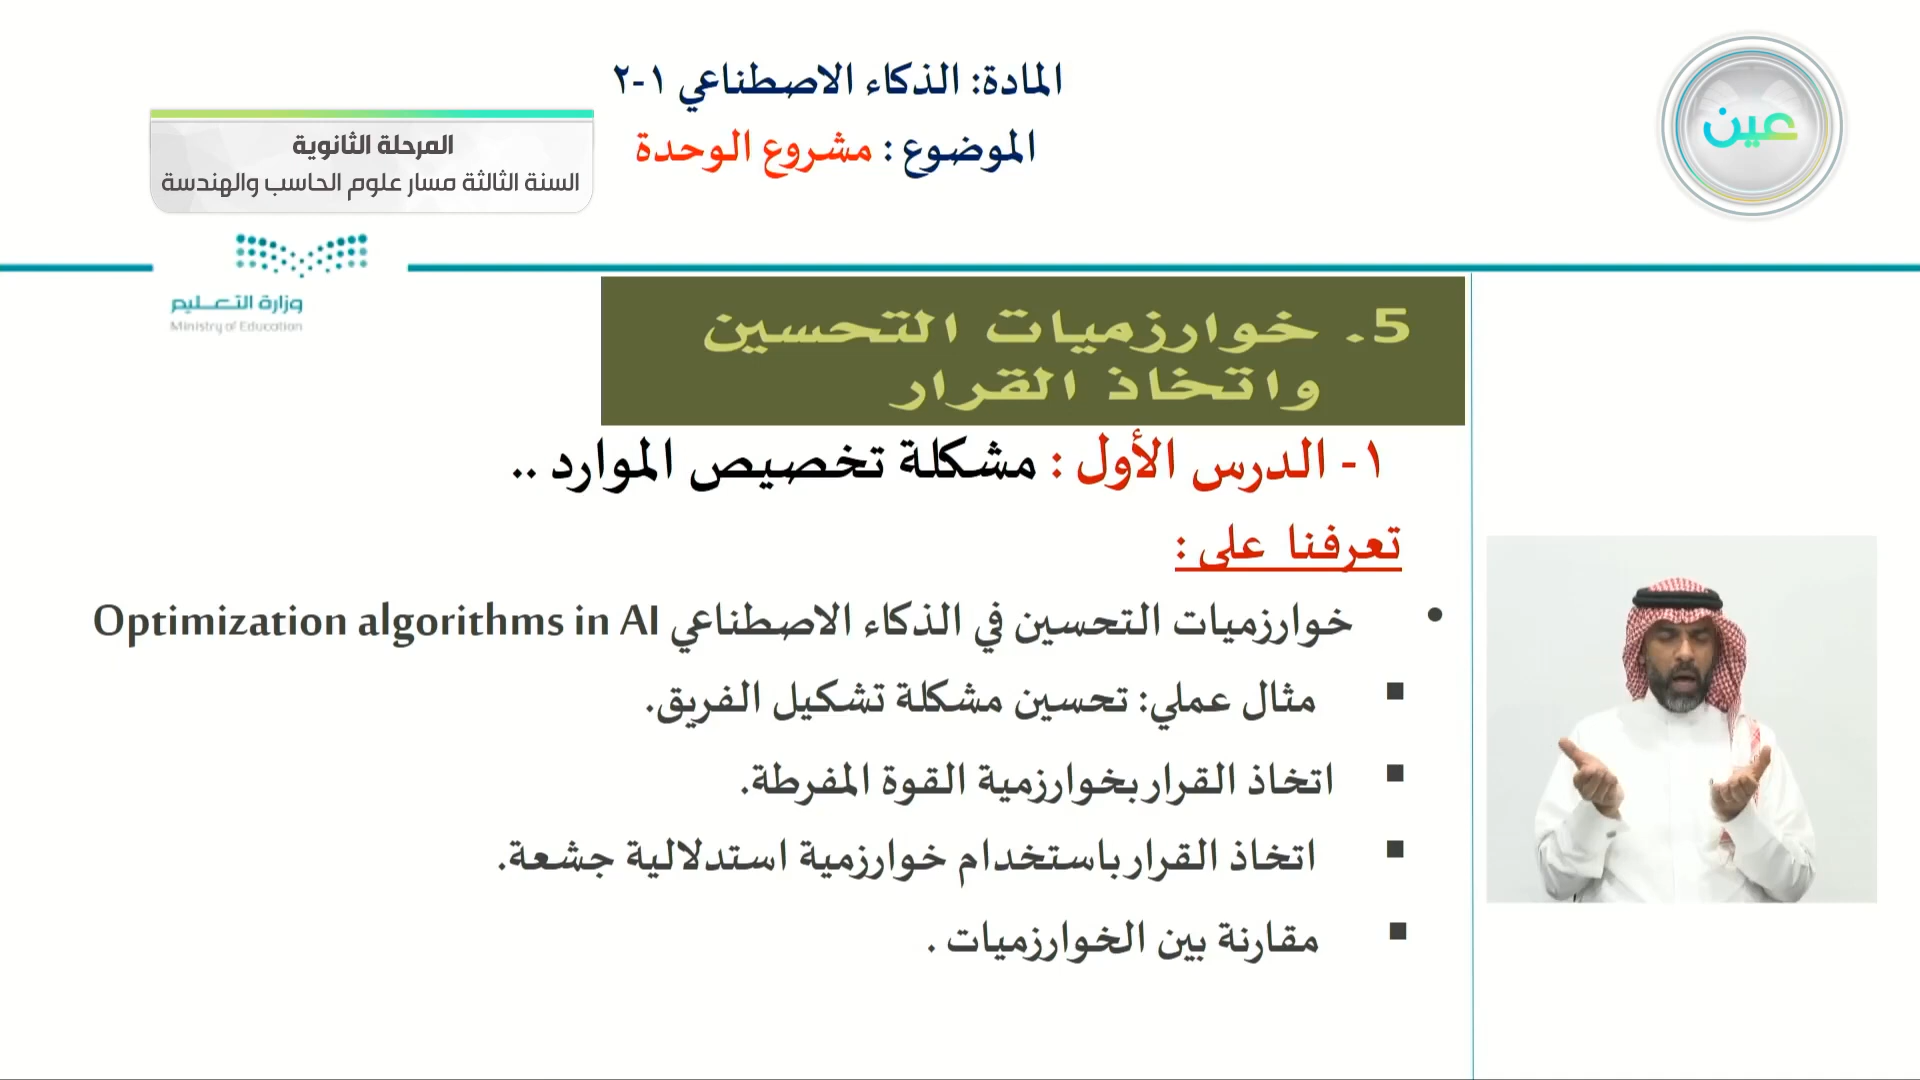 المادة: الذكاء الاصطناعي ١-٢
الموضوع : مشروع الوحدة
عين
المرحلة الثانوية
السنة الثالثة مسار علوم الحاسب والهندسة
وزارة التعـــليم
Ministry of Education
5. خوارزميات التحسين
واتخاذ القرار
١- الدرس الأول : مشكلة تخصيص الموارد ..
تعرفنا على :
• خوارزميات التحسين في الذكاء الاصطناعي Optimization algorithms in AI
▪ مثال عملي: تحسين مشكلة تشكيل الفريق.
▪ اتخاذ القرار بخوارزمية القوة المفرطة.
▪ اتخاذ القرار باستخدام خوارزمية استدلالية جشعة.
▪ مقارنة بين الخوارزميات .